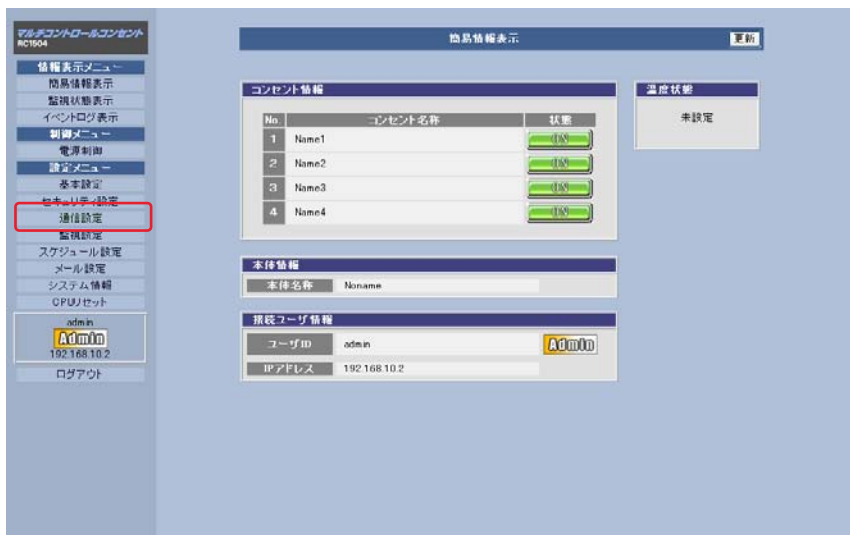 マルチコントロールコンセント
RC1504
情報表示メニュー
簡易情報表示
監視状態表示
イベントログ表示
制御メニュー
電源制御
設定メニュー
基本設定
セキュリティ設定
通信設定
監視設定
スケジュール設定
メール設定
システム情報
CPUリセット
admin
Admin
192.168.10.2
ログアウト
簡易情報表示
更新
コンセント情報
No. コンセント名称 状態
1 Name1 ON
2 Name2 ON
3 Name3 ON
4 Name4 ON
温度状態
未設定
本体情報
本体名称 Noname
接続ユーザ情報
ユーザID admin Admin
IPアドレス 192.168.10.2